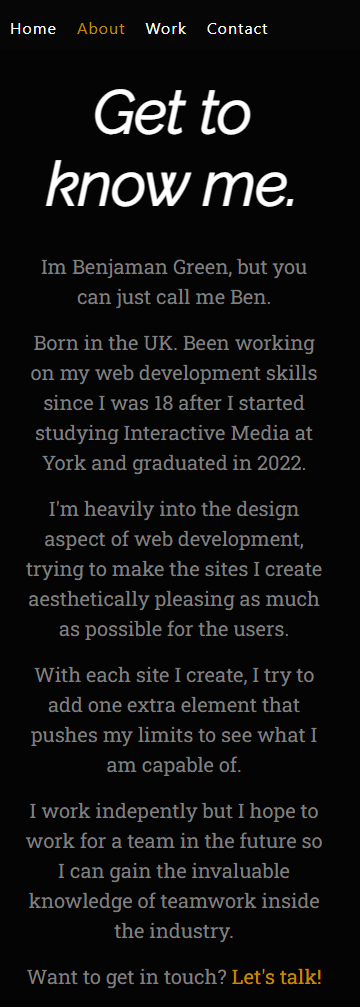 Home About Work Contact
Get to
know me.
Im Benjaman Green, but you
can just call me Ben.
Born in the UK. Been working
on my web development skills
since I was 18 after I started
studying Interactive Media at
York and graduated in 2022.
I'm heavily into the design
aspect of web development,
trying to make the sites I create
aesthetically pleasing as much
as possible for the users.
With each site I create, I try to
add one extra element that
pushes my limits to see what I
am capable of.
I work indepently but I hope to
work for a team in the future so
I can gain the invaluable
knowledge of teamwork inside
the industry.
Want to get in touch? Let's talk!